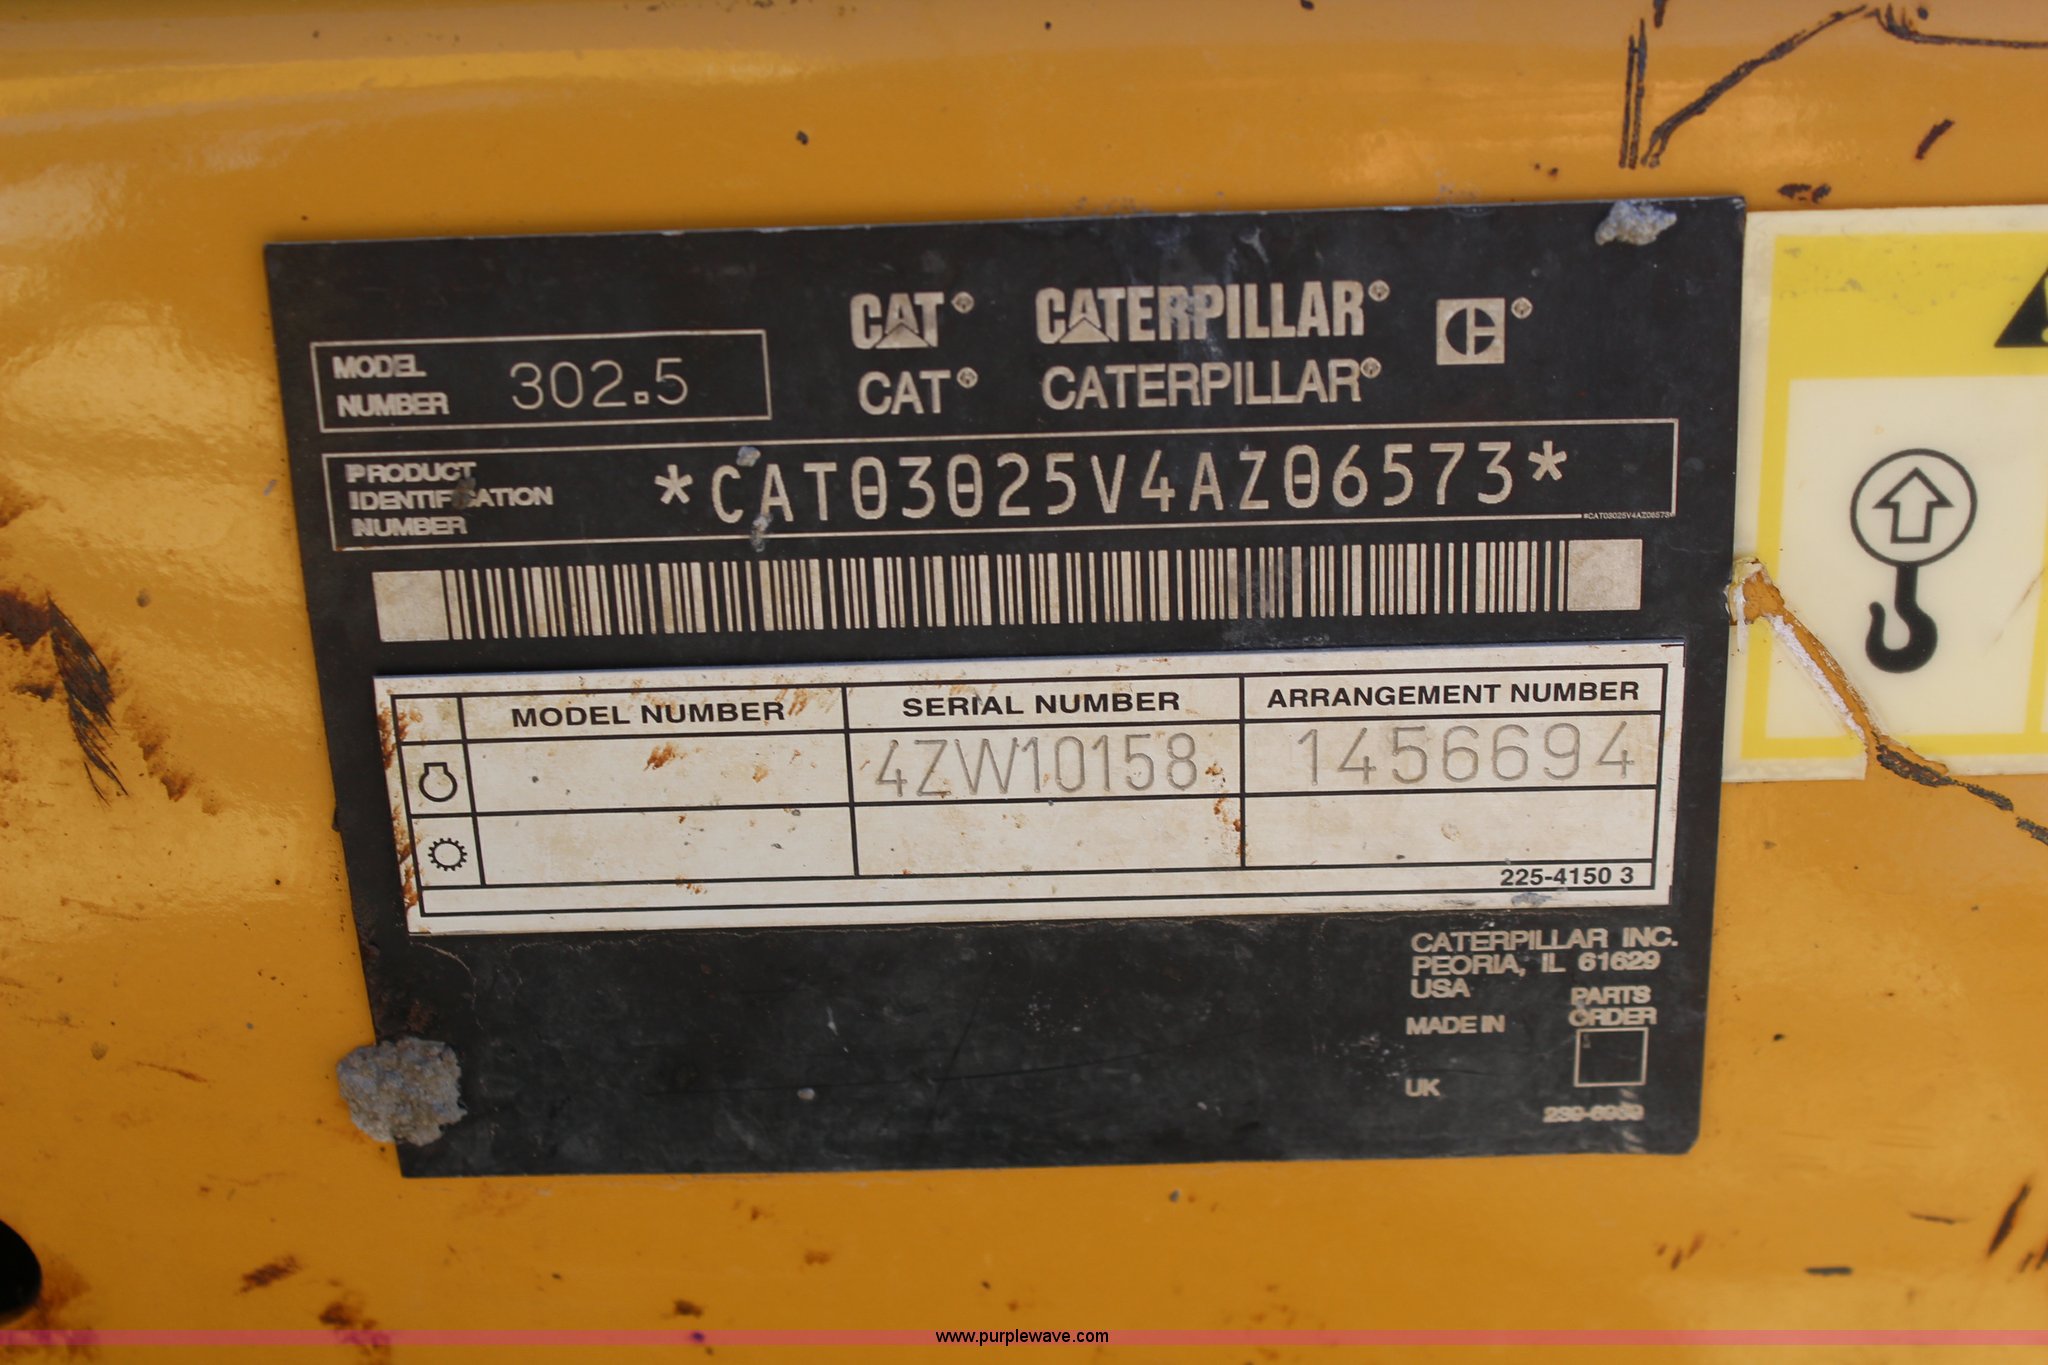 CAT® CATERPILLAR® ®
MODEL NUMBER 302.5
CAT® CATERPILLAR®
PRODUCT IDENTIFICATION NUMBER *CAT03025V4AZ06573*
*CAT03025V4AZ06573*
MODEL NUMBER SERIAL NUMBER ARRANGEMENT NUMBER
4ZW10158 1456694
225-4150 3
CATERPILLAR INC.
PEORIA, IL 61629
USA
PARTS ORDER
MADE IN
UK
www.purplewave.com